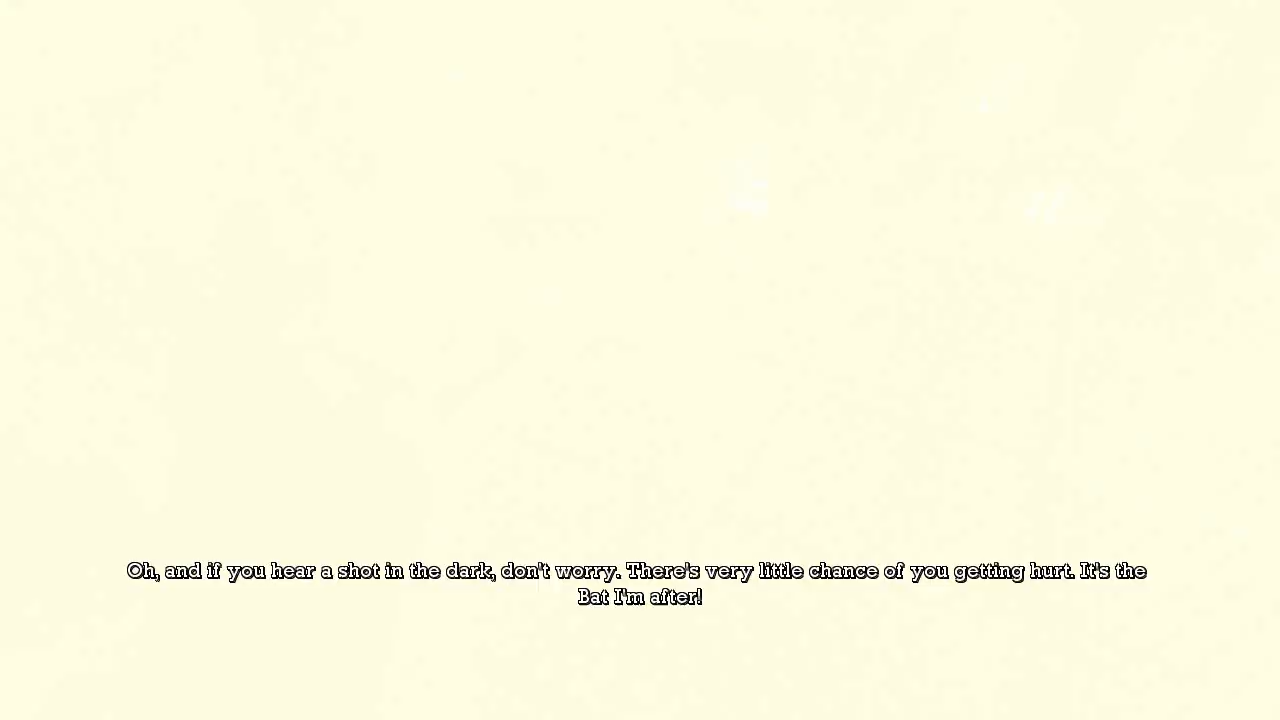 Oh, and if you hear a shot in the dark, don't worry. There's very little chance of you getting hurt. It's the
Bat I'm after!